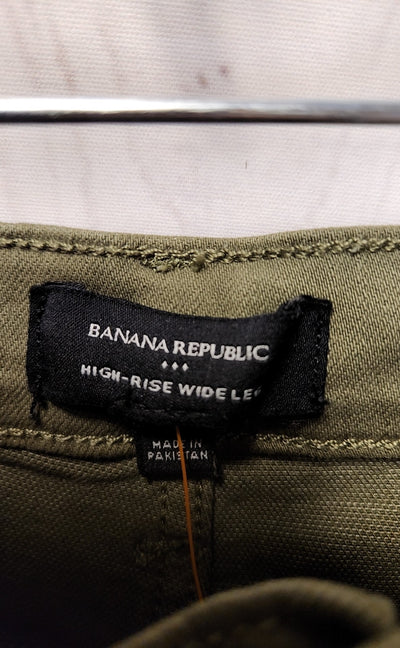 BANANA REPUBLIC
HIGH-RISE WIDE LEG
MADE IN
PAKISTAN